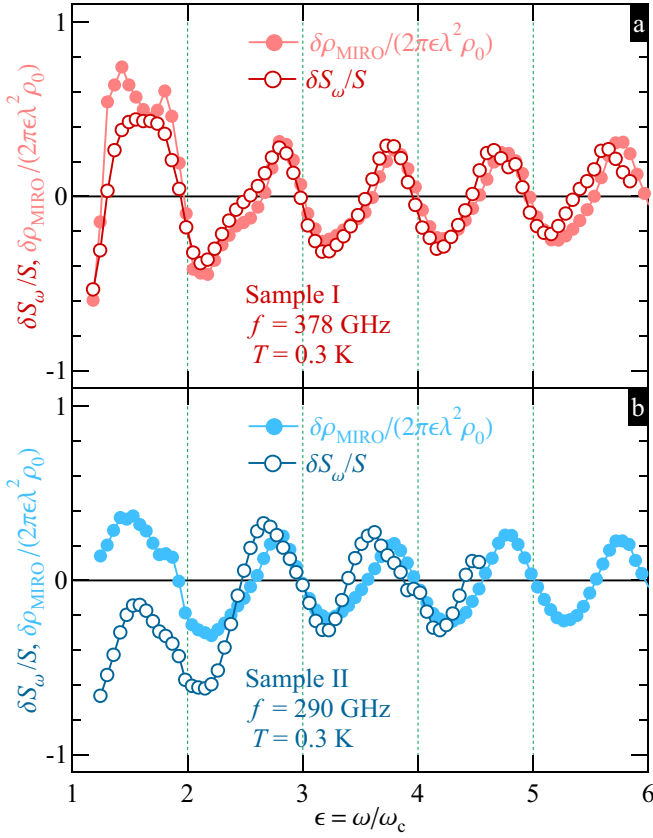 a
1
0
-1
δρ_MIRO/(2πϵλ²ρ₀)
δS_ω/S
δS_ω/S, δρ_MIRO/(2πϵλ²ρ₀)
Sample I
f = 378 GHz
T = 0.3 K
b
1
0
-1
δρ_MIRO/(2πϵλ²ρ₀)
δS_ω/S
δS_ω/S, δρ_MIRO/(2πϵλ²ρ₀)
Sample II
f = 290 GHz
T = 0.3 K
1 2 3 4 5 6
ϵ = ω/ω_c